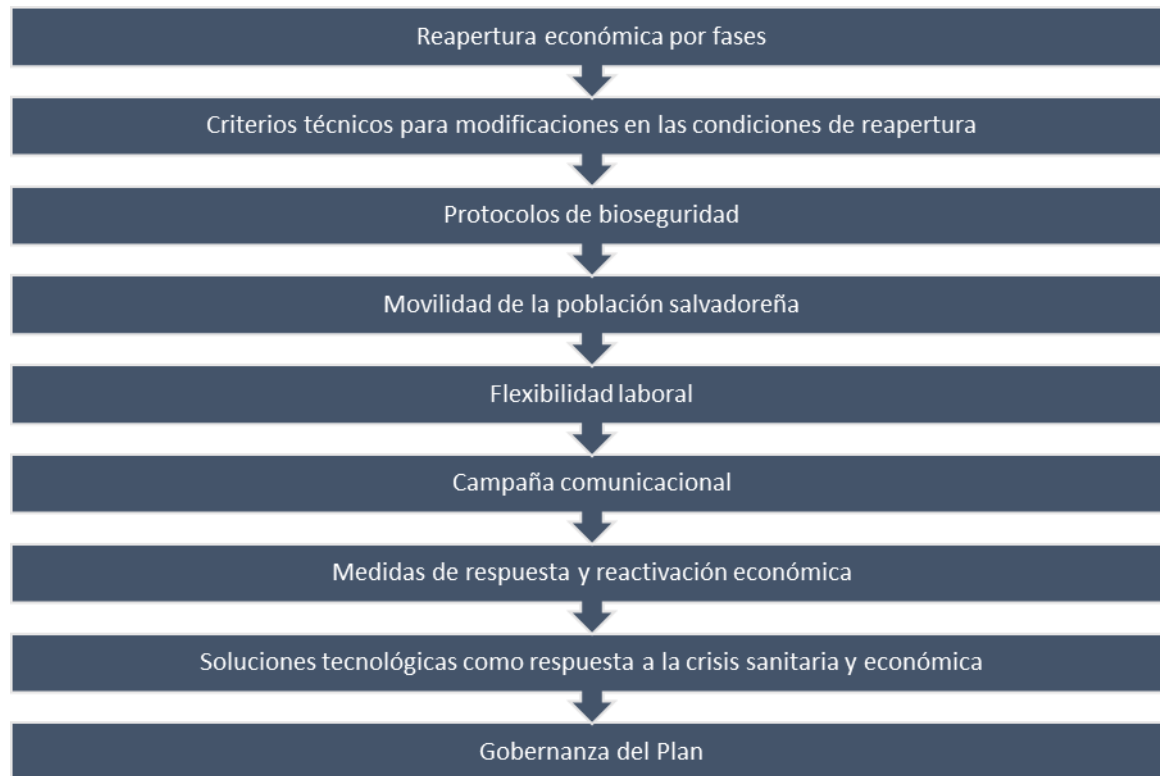 Reapertura económica por fases
Criterios técnicos para modificaciones en las condiciones de reapertura
Protocolos de bioseguridad
Movilidad de la población salvadoreña
Flexibilidad laboral
Campaña comunicacional
Medidas de respuesta y reactivación económica
Soluciones tecnológicas como respuesta a la crisis sanitaria y económica
Gobernanza del Plan